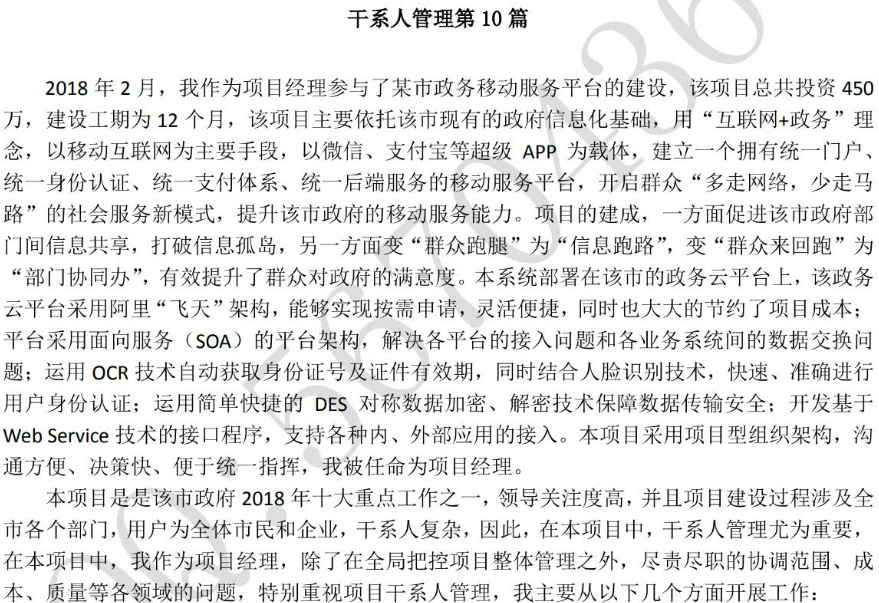 干系人管理第 10 篇
2018 年 2 月，我作为项目经理参与了某市政务移动服务平台的建设，该项目总共投资 450
万，建设工期为 12 个月，该项目主要依托该市现有的政府信息化基础，用“互联网+政务”理
念，以移动互联网为主要手段，以微信、支付宝等超级 APP 为载体，建立一个拥有统一门户、
统一身份认证、统一支付体系、统一后端服务的移动服务平台，开启群众“多走网络，少走马
路”的社会服务新模式，提升该市政府的移动服务能力。项目的建成，一方面促进该市政府部
门间信息共享，打破信息孤岛，另一方面变“群众跑腿”为“信息跑路”，变“群众来回跑”为
“部门协同办”，有效提升了群众对政府的满意度。本系统部署在该市的政务云平台上，该政务
云平台采用阿里“飞天”架构，能够实现按需申请，灵活便捷，同时也大大的节约了项目成本；
平台采用面向服务（SOA）的平台架构，解决各平台的接入问题和各业务系统间的数据交换问
题；运用 OCR 技术自动获取身份证号及证件有效期，同时结合人脸识别技术，快速、准确进行
用户身份认证；运用简单快捷的 DES 对称数据加密、解密技术保障数据传输安全；开发基于
Web Service 技术的接口程序，支持各种内、外部应用的接入。本项目采用项目型组织架构，沟
通方便、决策快、便于统一指挥，我被任命为项目经理。
本项目是是该市政府 2018 年十大重点工作之一，领导关注度高，并且项目建设过程涉及全
市各个部门，用户为全体市民和企业，干系人复杂，因此，在本项目中，干系人管理尤为重要，
在本项目中，我作为项目经理，除了在全局把控项目整体管理之外，尽责尽职的协调范围、成
本、质量等各领域的问题，特别重视项目干系人管理，我主要从以下几个方面开展工作：